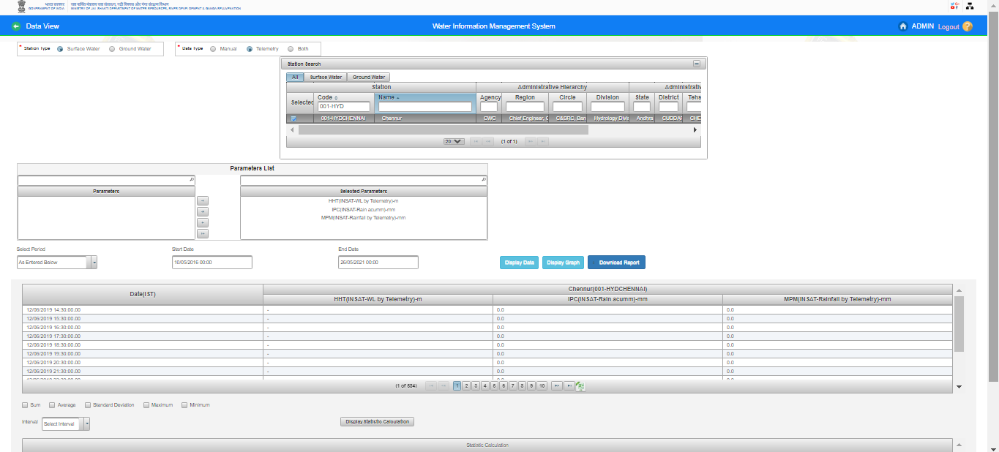 भारत सरकार
GOVERNMENT OF INDIA
जल शक्ति मंत्रालय जल संसाधन, नदी विकास और गंगा संरक्षण विभाग
MINISTRY OF JAL SHAKTI DEPARTMENT OF WATER RESOURCES, RIVER DEVELOPMENT & GANGA REJUVENATION
Data View
Water Information Management System
ADMIN Logout ?
* Station Type Surface Water Ground Water
* Data Type Manual Telemetry Both
Station Search
All Surface Water Ground Water
Station Administrative Hierarchy Administrativ
Selected Code Name Agency Region Circle Division State District Tehs
001-HYD
001-HYDCHENNAI Chennur CWC Chief Engineer, C C&SRC, Ban Hydrology Divis Andhra CUDDAP CHE
20 (1 of 1)
Parameters List
Parameters
Selected Parameters
HHT(INSAT-WL by Telemetry)-m
IPC(INSAT-Rain acumm)-mm
MPM(INSAT-Rainfall by Telemetry)-mm
Select Period Start Date End Date
As Entered Below 10/05/2016 00:00 26/05/2021 00:00 Display Data Display Graph Download Report
Date(IST) Chennur(001-HYDCHENNAI)
HHT(INSAT-WL by Telemetry)-m IPC(INSAT-Rain acumm)-mm MPM(INSAT-Rainfall by Telemetry)-mm
12/06/2019 14:30:00.00 - 0.0 0.0
12/06/2019 15:30:00.00 - 0.0 0.0
12/06/2019 16:30:00.00 - 0.0 0.0
12/06/2019 17:30:00.00 - 0.0 0.0
12/06/2019 18:30:00.00 - 0.0 0.0
12/06/2019 19:30:00.00 - 0.0 0.0
12/06/2019 20:30:00.00 - 0.0 0.0
12/06/2019 21:30:00.00 - 0.0 0.0
(1 of 634) 1 2 3 4 5 6 7 8 9 10
Sum Average Standard Deviation Maximum Minimum
Interval Select Interval Display Statistic Calculation
Statistic Calculation